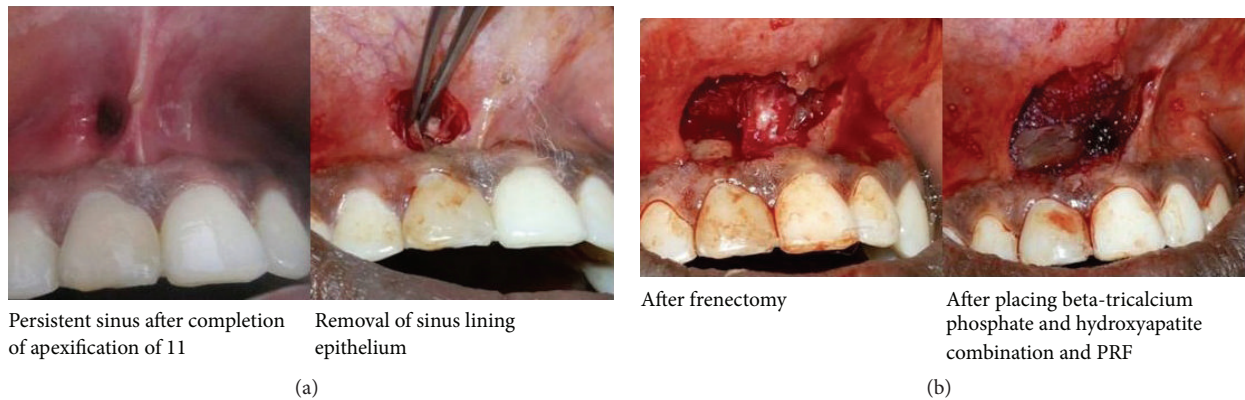 Persistent sinus after completion
of apexification of 11
Removal of sinus lining
epithelium
(a)
After frenectomy
After placing beta-tricalcium
phosphate and hydroxyapatite
combination and PRF
(b)